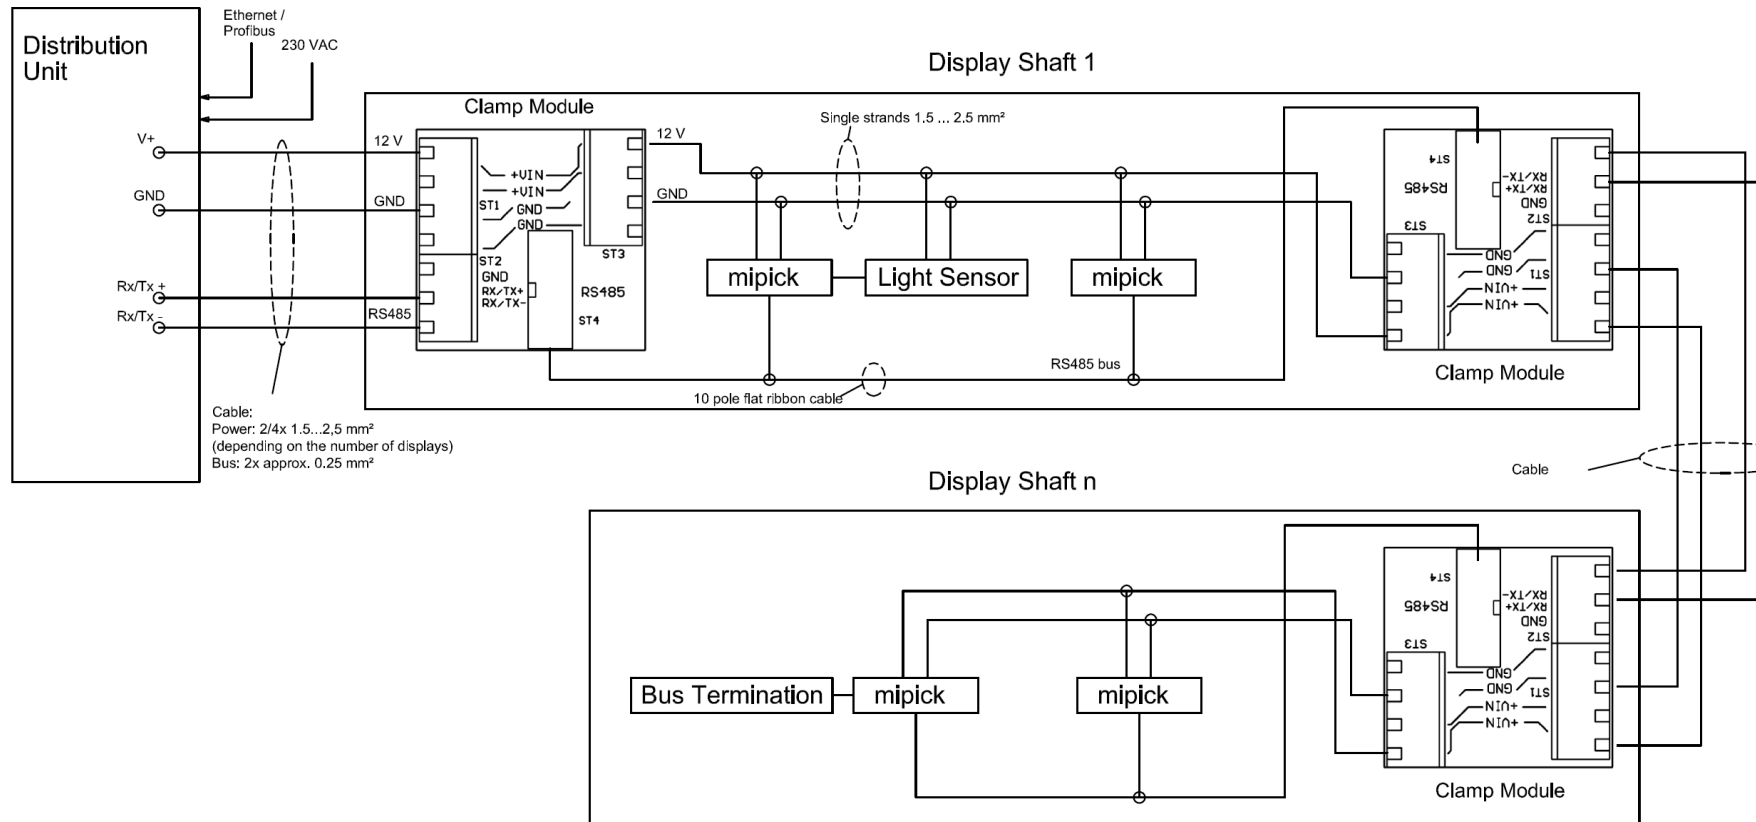 Ethernet /
Profibus
230 VAC
Distribution
Unit
V+
GND
Rx/Tx +
Rx/Tx -
12 V
GND
RS485
Cable:
Power: 2/4x 1.5...2,5 mm²
(depending on the number of displays)
Bus: 2x approx. 0.25 mm²
Display Shaft 1
Clamp Module
+VIN
+VIN
ST1
GND
GND
ST2
GND
RX/TX+
RX/TX-
ST3
RS485
ST4
12 V
GND
Single strands 1.5 ... 2.5 mm²
mipick
Light Sensor
mipick
RS485 bus
10 pole flat ribbon cable
ST4
RS485
RX/TX-
RX/TX+
GND
ST2
ST3
GND
GND
ST1
+VIN
+VIN
Clamp Module
Cable
Display Shaft n
Bus Termination
mipick
mipick
ST4
RS485
RX/TX-
RX/TX+
GND
ST2
ST3
GND
GND
ST1
+VIN
+VIN
Clamp Module